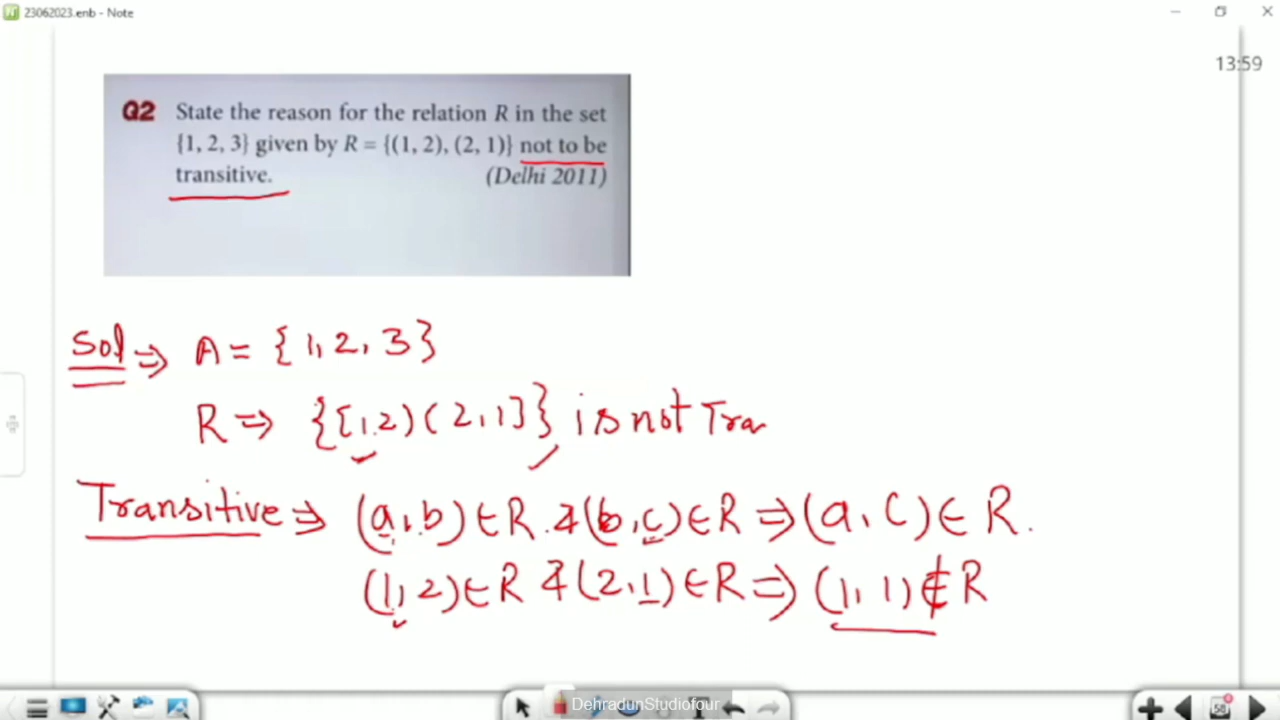 23062023.enb - Note
13:59
Q2 State the reason for the relation R in the set
{1, 2, 3} given by R = {(1, 2), (2, 1)} not to be
transitive. (Delhi 2011)
Sol ⇒ A = {1, 2, 3}
R ⇒ {(1,2)(2,1)} is not Tra
Transitive ⇒ (a,b) ∈ R & (b,c) ∈ R ⇒ (a, c) ∈ R.
(1, 2) ∈ R & (2, 1) ∈ R ⇒ (1, 1) ∉ R
DehradunStudiofour